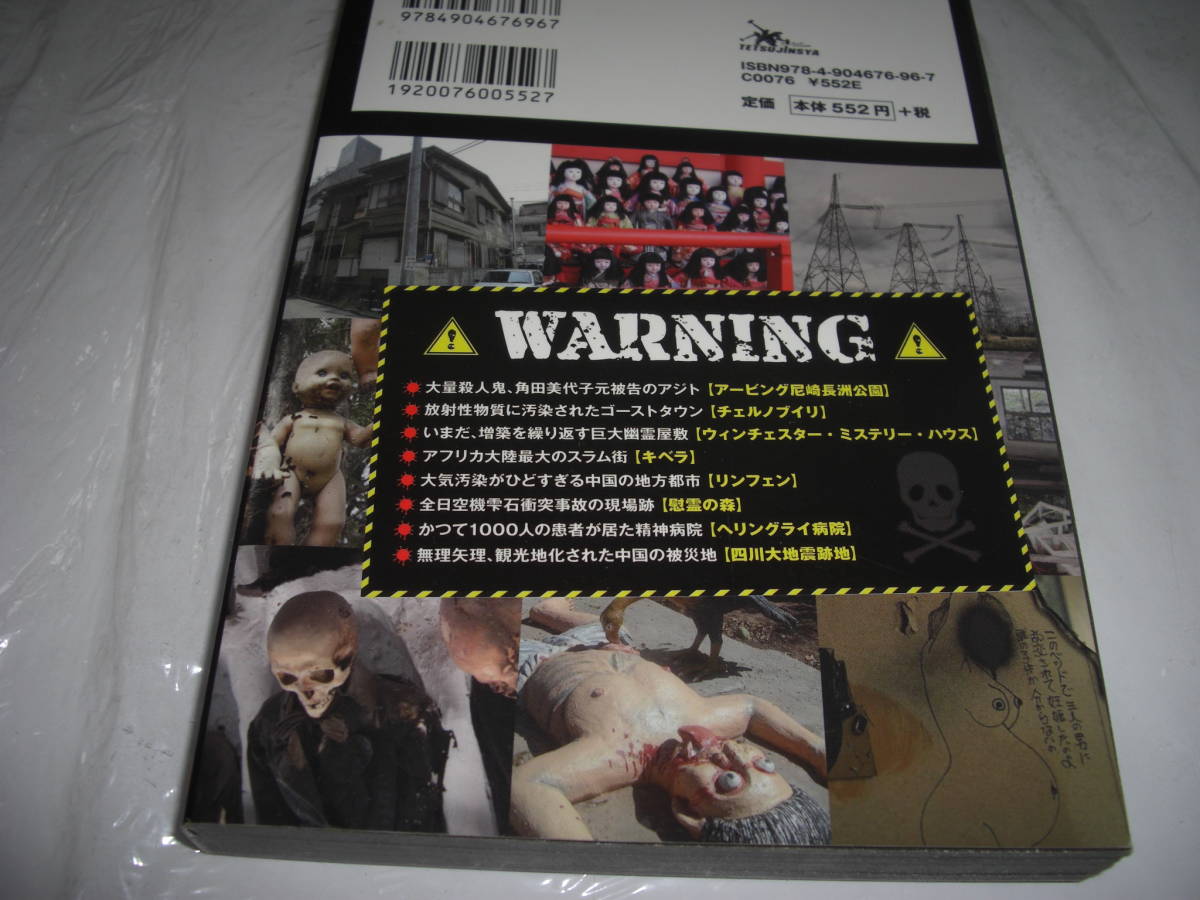 9784904676967
1920076005527
TETSUJINSYA
ISBN978-4-904676-96-7
C0076 ¥552E
定価 本体 552 円 +税
WARNING
大量殺人鬼、角田美代子元被告のアジト【アービング尼崎長洲公園】
放射性物質に汚染されたゴーストタウン【チェルノブイリ】
いまだ、増築を繰り返す巨大幽霊屋敷【ウィンチェスター・ミステリー・ハウス】
アフリカ大陸最大のスラム街【キベラ】
大気汚染がひどすぎる中国の地方都市【リンフェン】
全日空機雫石衝突事故の現場跡【慰霊の森】
かつて1000人の患者が居た精神病院【ヘリングライ病院】
無理矢理、観光地化された中国の被災地【四川大地震跡地】
このベッドで三人の男に